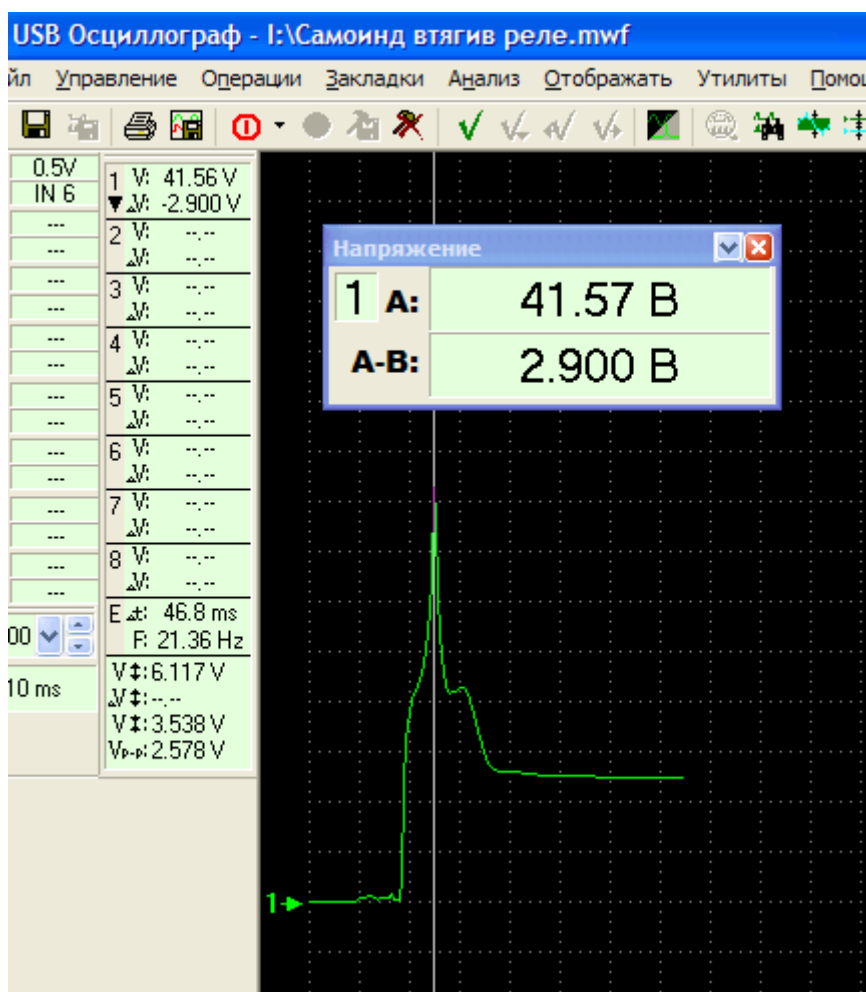 USB Осциллограф - I:\Самоинд втягив реле.mwf
йл Управление Операции Закладки Анализ Отображать Утилиты Помощ
0.5V
IN 6
---
---
---
---
---
---
---
---
---
---
---
---
---
---
00
10 ms
1 V: 41.56 V
ΔV: -2.900 V
2 V: --.--
ΔV: --.--
3 V: --.--
ΔV: --.--
4 V: --.--
ΔV: --.--
5 V: --.--
ΔV: --.--
6 V: --.--
ΔV: --.--
7 V: --.--
ΔV: --.--
8 V: --.--
ΔV: --.--
E Δt: 46.8 ms
F: 21.36 Hz
V↕: 6.117 V
ΔV↕: --.--
V↕: 3.538 V
Vp-p: 2.578 V
Напряжение
1 A: 41.57 В
A-B: 2.900 В
1